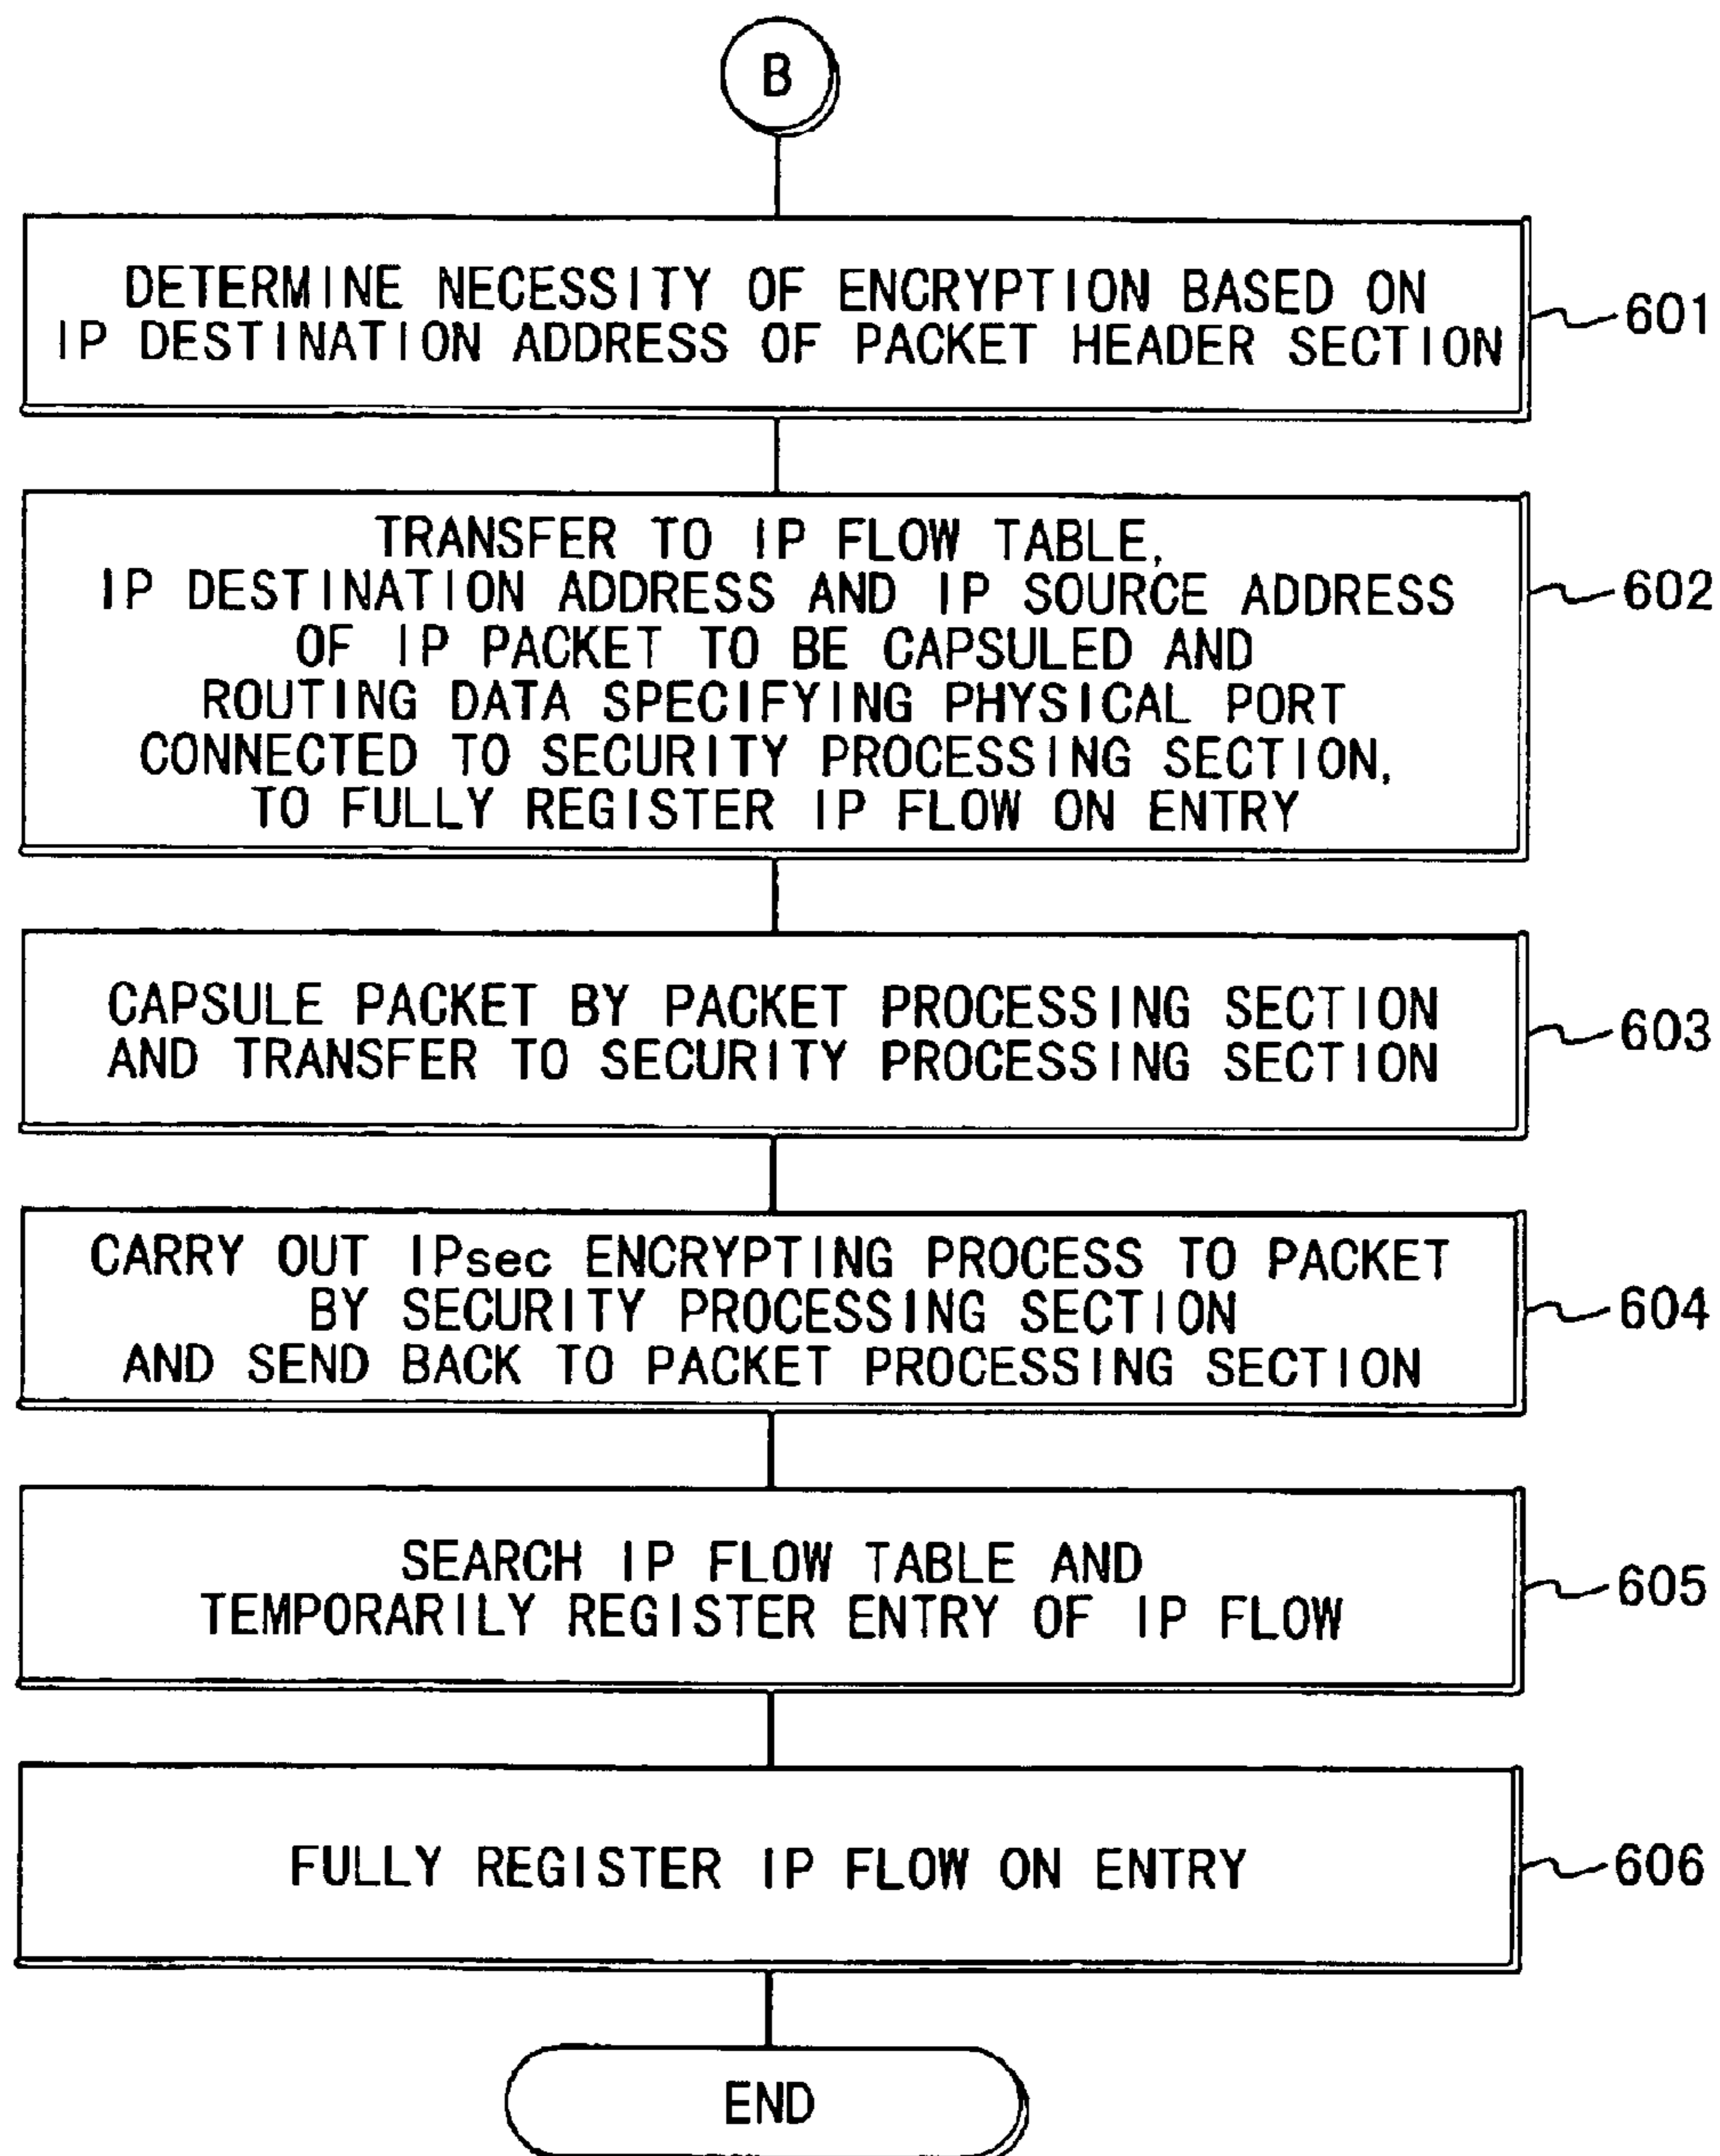 B
DETERMINE NECESSITY OF ENCRYPTION BASED ON
IP DESTINATION ADDRESS OF PACKET HEADER SECTION
601
TRANSFER TO IP FLOW TABLE,
IP DESTINATION ADDRESS AND IP SOURCE ADDRESS
OF IP PACKET TO BE CAPSULED AND
ROUTING DATA SPECIFYING PHYSICAL PORT
CONNECTED TO SECURITY PROCESSING SECTION,
TO FULLY REGISTER IP FLOW ON ENTRY
602
CAPSULE PACKET BY PACKET PROCESSING SECTION
AND TRANSFER TO SECURITY PROCESSING SECTION
603
CARRY OUT IPsec ENCRYPTING PROCESS TO PACKET
BY SECURITY PROCESSING SECTION
AND SEND BACK TO PACKET PROCESSING SECTION
604
SEARCH IP FLOW TABLE AND
TEMPORARILY REGISTER ENTRY OF IP FLOW
605
FULLY REGISTER IP FLOW ON ENTRY
606
END